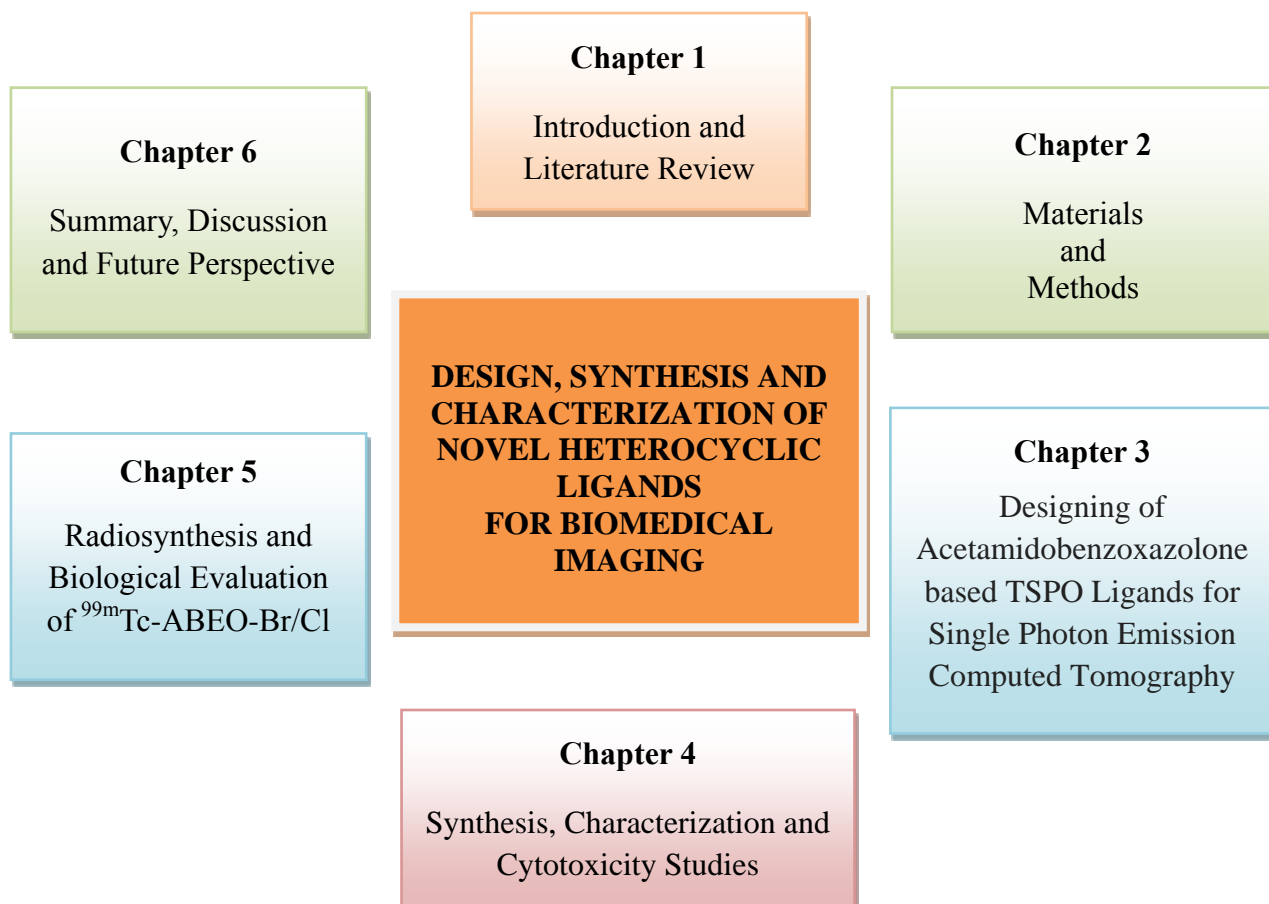 Chapter 1
Introduction and
Literature Review
Chapter 2
Materials
and
Methods
Chapter 3
Designing of
Acetamidobenzoxazolone
based TSPO Ligands for
Single Photon Emission
Computed Tomography
Chapter 4
Synthesis, Characterization and
Cytotoxicity Studies
Chapter 5
Radiosynthesis and
Biological Evaluation
of ⁹⁹ᵐTc-ABEO-Br/Cl
Chapter 6
Summary, Discussion
and Future Perspective
DESIGN, SYNTHESIS AND
CHARACTERIZATION OF
NOVEL HETEROCYCLIC
LIGANDS
FOR BIOMEDICAL
IMAGING